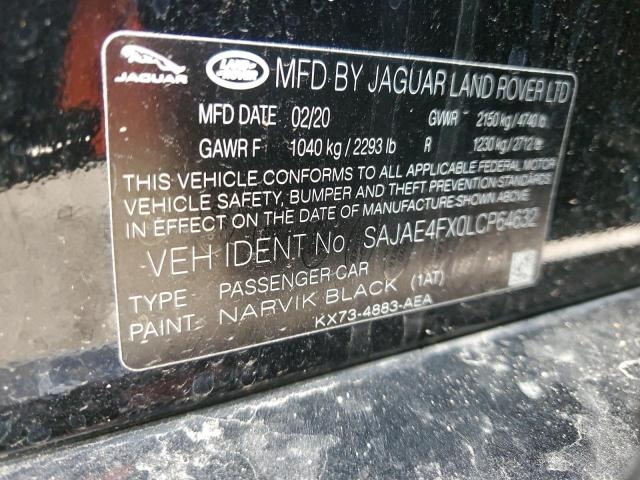 JAGUAR LAND ROVER MFD BY JAGUAR LAND ROVER LTD
MFD DATE 02/20 GVWR 2150 kg / 4740 lb
GAWR F 1040 kg / 2293 lb R 1230 kg / 2712 lb
THIS VEHICLE CONFORMS TO ALL APPLICABLE FEDERAL MOTOR
VEHICLE SAFETY, BUMPER AND THEFT PREVENTION STANDARDS
IN EFFECT ON THE DATE OF MANUFACTURE SHOWN ABOVE.
VEH IDENT No. SAJAE4FX0LCP64632
TYPE: PASSENGER CAR
PAINT: NARVIK BLACK (1AT)
KX73-4883-AEA